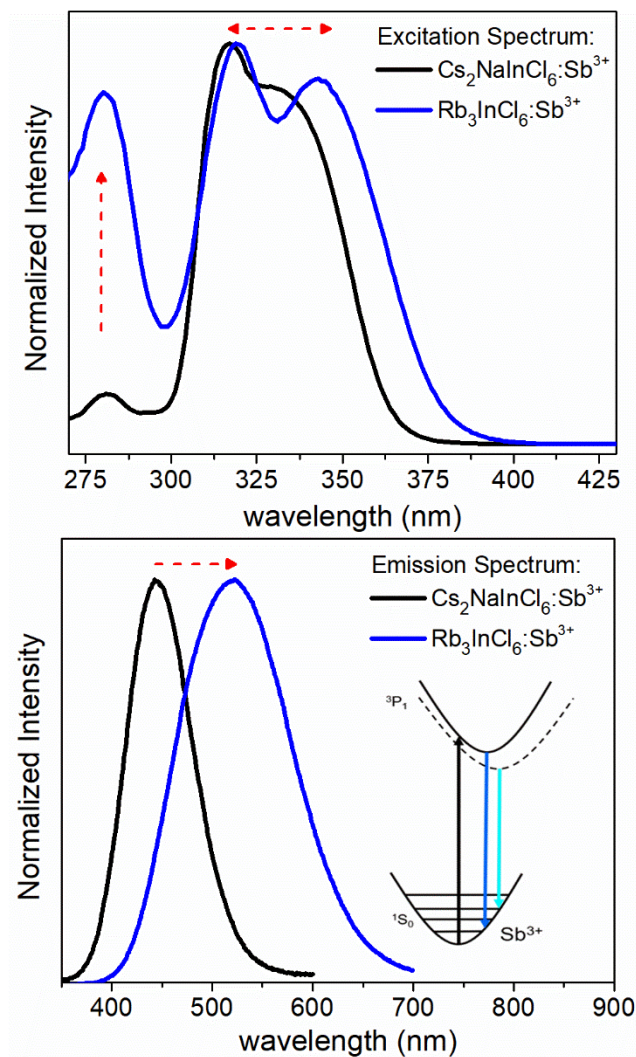 Excitation Spectrum:
Cs₂NaInCl₆:Sb³⁺
Rb₃InCl₆:Sb³⁺
Normalized Intensity
275 300 325 350 375 400 425
wavelength (nm)
Emission Spectrum:
Cs₂NaInCl₆:Sb³⁺
Rb₃InCl₆:Sb³⁺
Normalized Intensity
³P₁
¹S₀
Sb³⁺
400 500 600 700 800 900
wavelength (nm)